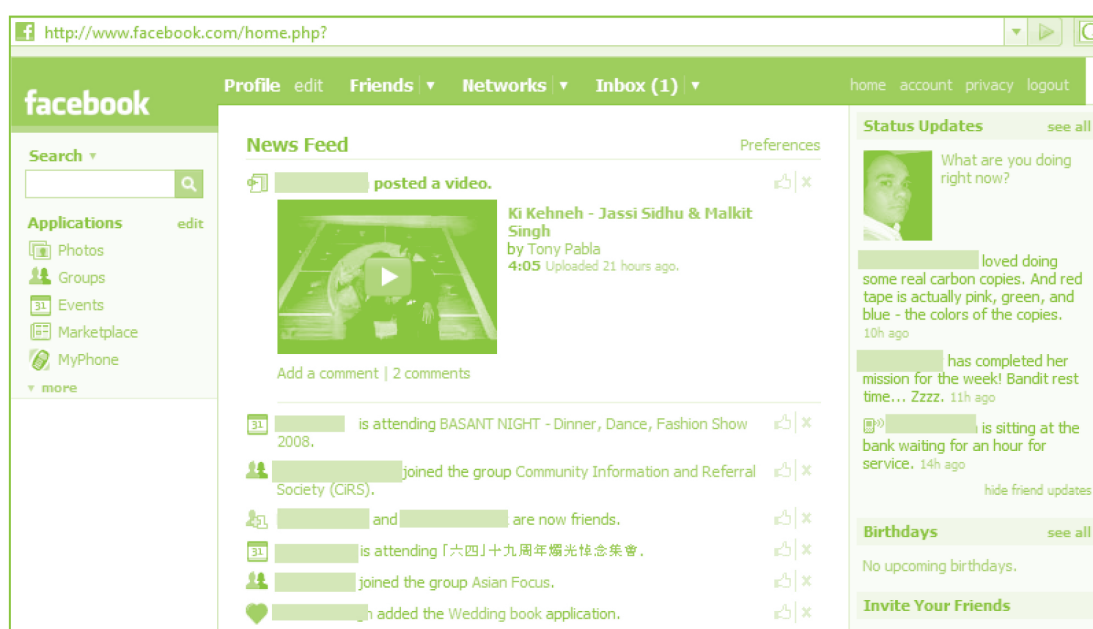 http://www.facebook.com/home.php?
facebook
Profile edit Friends Networks Inbox (1)
home account privacy logout
Search
Applications edit
Photos
Groups
Events
Marketplace
MyPhone
more
News Feed
Preferences
posted a video.
Ki Kehneh - Jassi Sidhu & Malkit
Singh
by Tony Pabla
4:05 Uploaded 21 hours ago.
Add a comment | 2 comments
31 is attending BASANT NIGHT - Dinner, Dance, Fashion Show
2008.
joined the group Community Information and Referral
Society (CiRS).
and are now friends.
31 is attending「六四」十九周年燭光悼念集會.
joined the group Asian Focus.
added the Wedding book application.
Status Updates see all
What are you doing
right now?
loved doing
some real carbon copies. And red
tape is actually pink, green, and
blue - the colors of the copies.
10h ago
has completed her
mission for the week! Bandit rest
time... Zzzz. 11h ago
is sitting at the
bank waiting for an hour for
service. 14h ago
hide friend updates
Birthdays see all
No upcoming birthdays.
Invite Your Friends